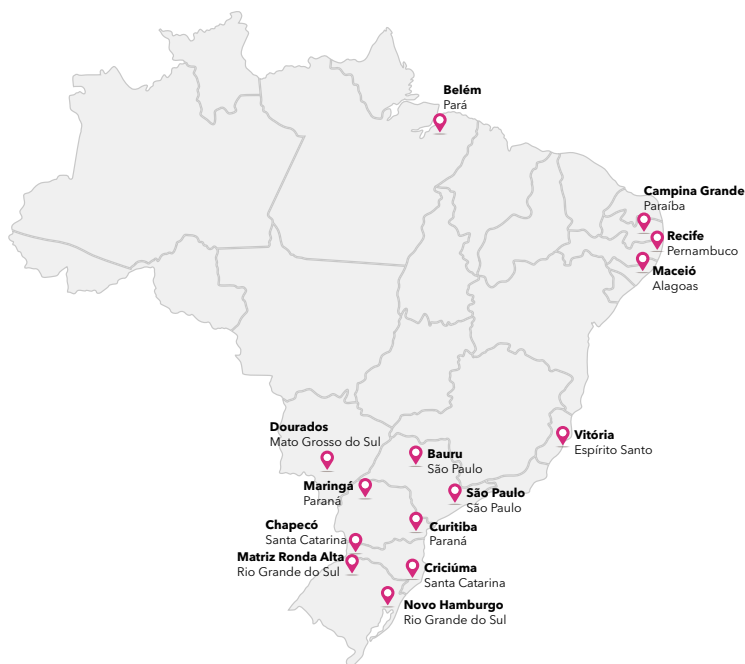 Belém
Pará
Campina Grande
Paraíba
Recife
Pernambuco
Maceió
Alagoas
Dourados
Mato Grosso do Sul
Vitória
Espírito Santo
Bauru
São Paulo
Maringá
Paraná
São Paulo
São Paulo
Chapecó
Santa Catarina
Curitiba
Paraná
Matriz Ronda Alta
Rio Grande do Sul
Criciúma
Santa Catarina
Novo Hamburgo
Rio Grande do Sul